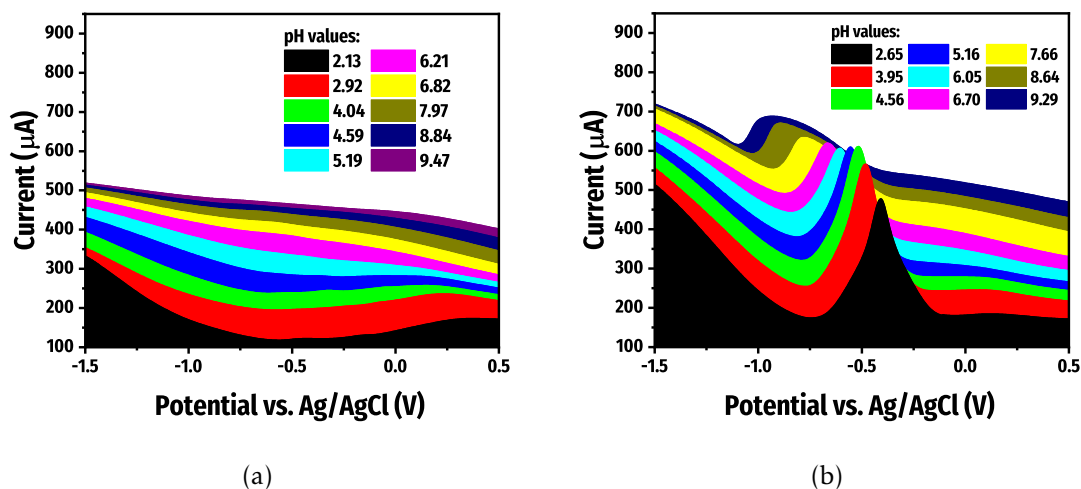 pH values:
2.13 6.21
2.92 6.82
4.04 7.97
4.59 8.84
5.19 9.47
900
800
700
600
500
400
300
200
100
Current (μA)
-1.5 -1.0 -0.5 0.0 0.5
Potential vs. Ag/AgCl (V)
(a)
pH values:
2.65 5.16 7.66
3.95 6.05 8.64
4.56 6.70 9.29
900
800
700
600
500
400
300
200
100
Current (μA)
-1.5 -1.0 -0.5 0.0 0.5
Potential vs. Ag/AgCl (V)
(b)